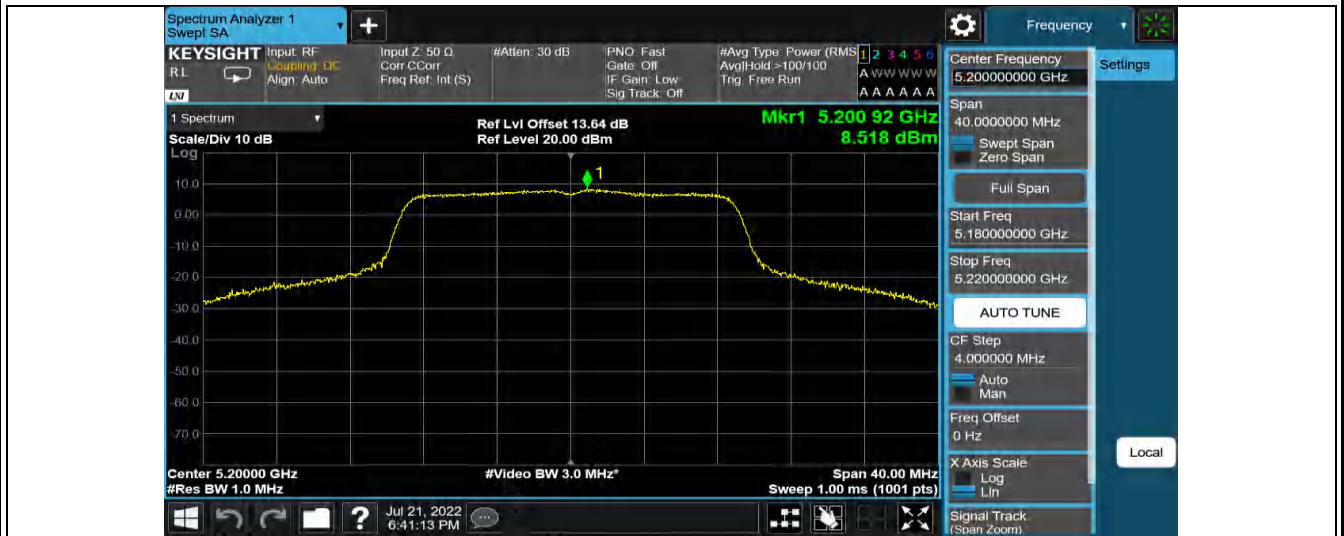 Spectrum Analyzer 1
Swept SA
+
Frequency
KEYSIGHT
RL
LXI
Input: RF
Coupling: DC
Align: Auto
Input Z: 50 Ω
Corr CCorr
Freq Ref: Int (S)
#Atten: 30 dB
PNO: Fast
Gate: Off
IF Gain: Low
Sig Track: Off
#Avg Type: Power (RMS
Avg|Hold:>100/100
Trig: Free Run
1 2 3 4 5 6
A W W W W W
A A A A A A
1 Spectrum
Scale/Div 10 dB
Log
Ref Lvl Offset 13.64 dB
Ref Level 20.00 dBm
Mkr1 5.200 92 GHz
8.518 dBm
1
10.0
0.00
-10.0
-20.0
-30.0
-40.0
-50.0
-60.0
-70.0
Center 5.20000 GHz
#Res BW 1.0 MHz
#Video BW 3.0 MHz*
Span 40.00 MHz
Sweep 1.00 ms (1001 pts)
Center Frequency
5.200000000 GHz
Settings
Span
40.0000000 MHz
Swept Span
Zero Span
Full Span
Start Freq
5.180000000 GHz
Stop Freq
5.220000000 GHz
AUTO TUNE
CF Step
4.000000 MHz
Auto
Man
Freq Offset
0 Hz
X Axis Scale
Log
Lin
Signal Track
(Span Zoom)
Local
?
Jul 21, 2022
6:41:13 PM